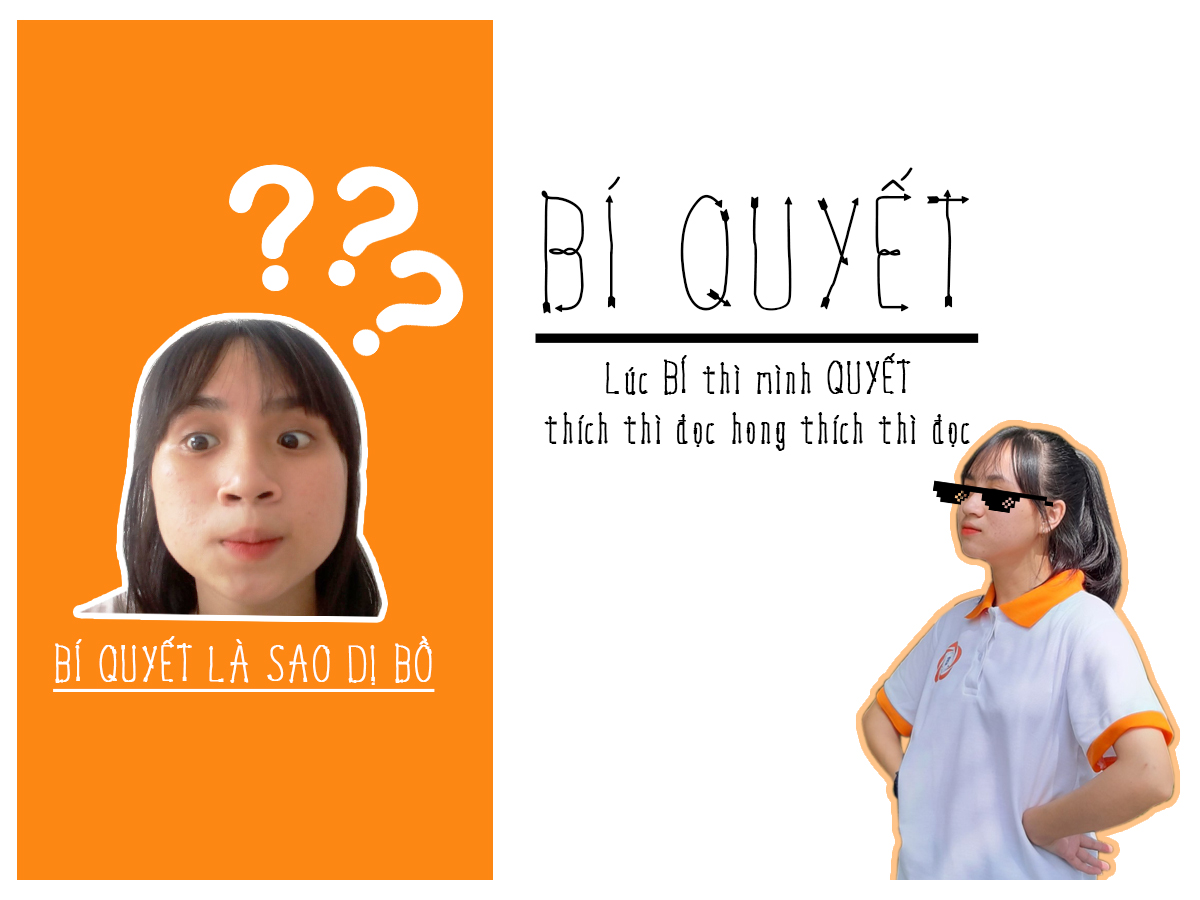 ???
BÍ QUYẾT LÀ SAO DỊ BỒ
BÍ QUYẾT
Lúc BÍ thì mình QUYẾT
thích thì đọc hong thích thì đọc